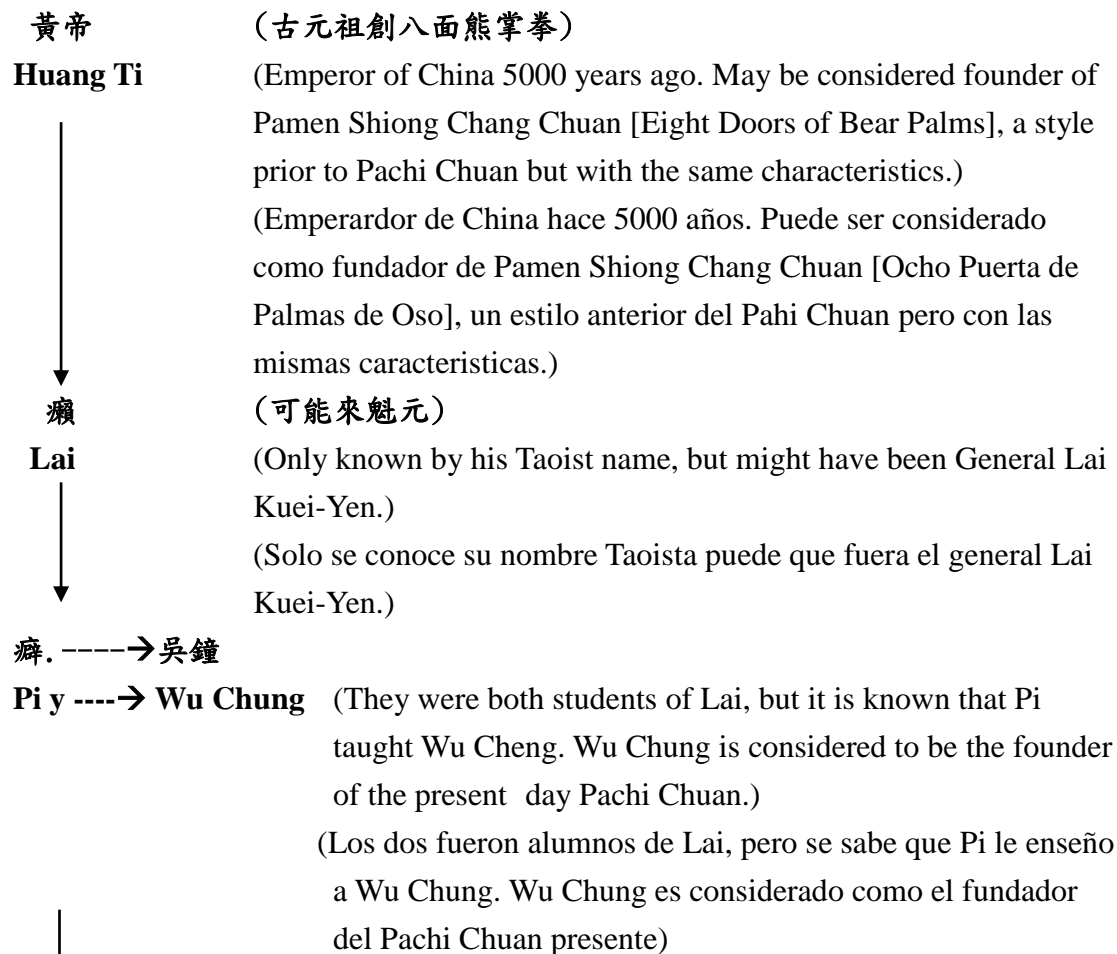 黃帝 (古元祖創八面熊掌拳)
Huang Ti (Emperor of China 5000 years ago. May be considered founder of
Pamen Shiong Chang Chuan [Eight Doors of Bear Palms], a style
prior to Pachi Chuan but with the same characteristics.)
(Emperardor de China hace 5000 años. Puede ser considerado
como fundador de Pamen Shiong Chang Chuan [Ocho Puerta de
Palmas de Oso], un estilo anterior del Pahi Chuan pero con las
mismas caracteristicas.)
癩 (可能來魁元)
Lai (Only known by his Taoist name, but might have been General Lai
Kuei-Yen.)
(Solo se conoce su nombre Taoista puede que fuera el general Lai
Kuei-Yen.)
癖.----→吳鐘
Pi y ----→ Wu Chung (They were both students of Lai, but it is known that Pi
taught Wu Cheng. Wu Chung is considered to be the founder
of the present day Pachi Chuan.)
(Los dos fueron alumnos de Lai, pero se sabe que Pi le enseño
a Wu Chung. Wu Chung es considerado como el fundador
del Pachi Chuan presente)